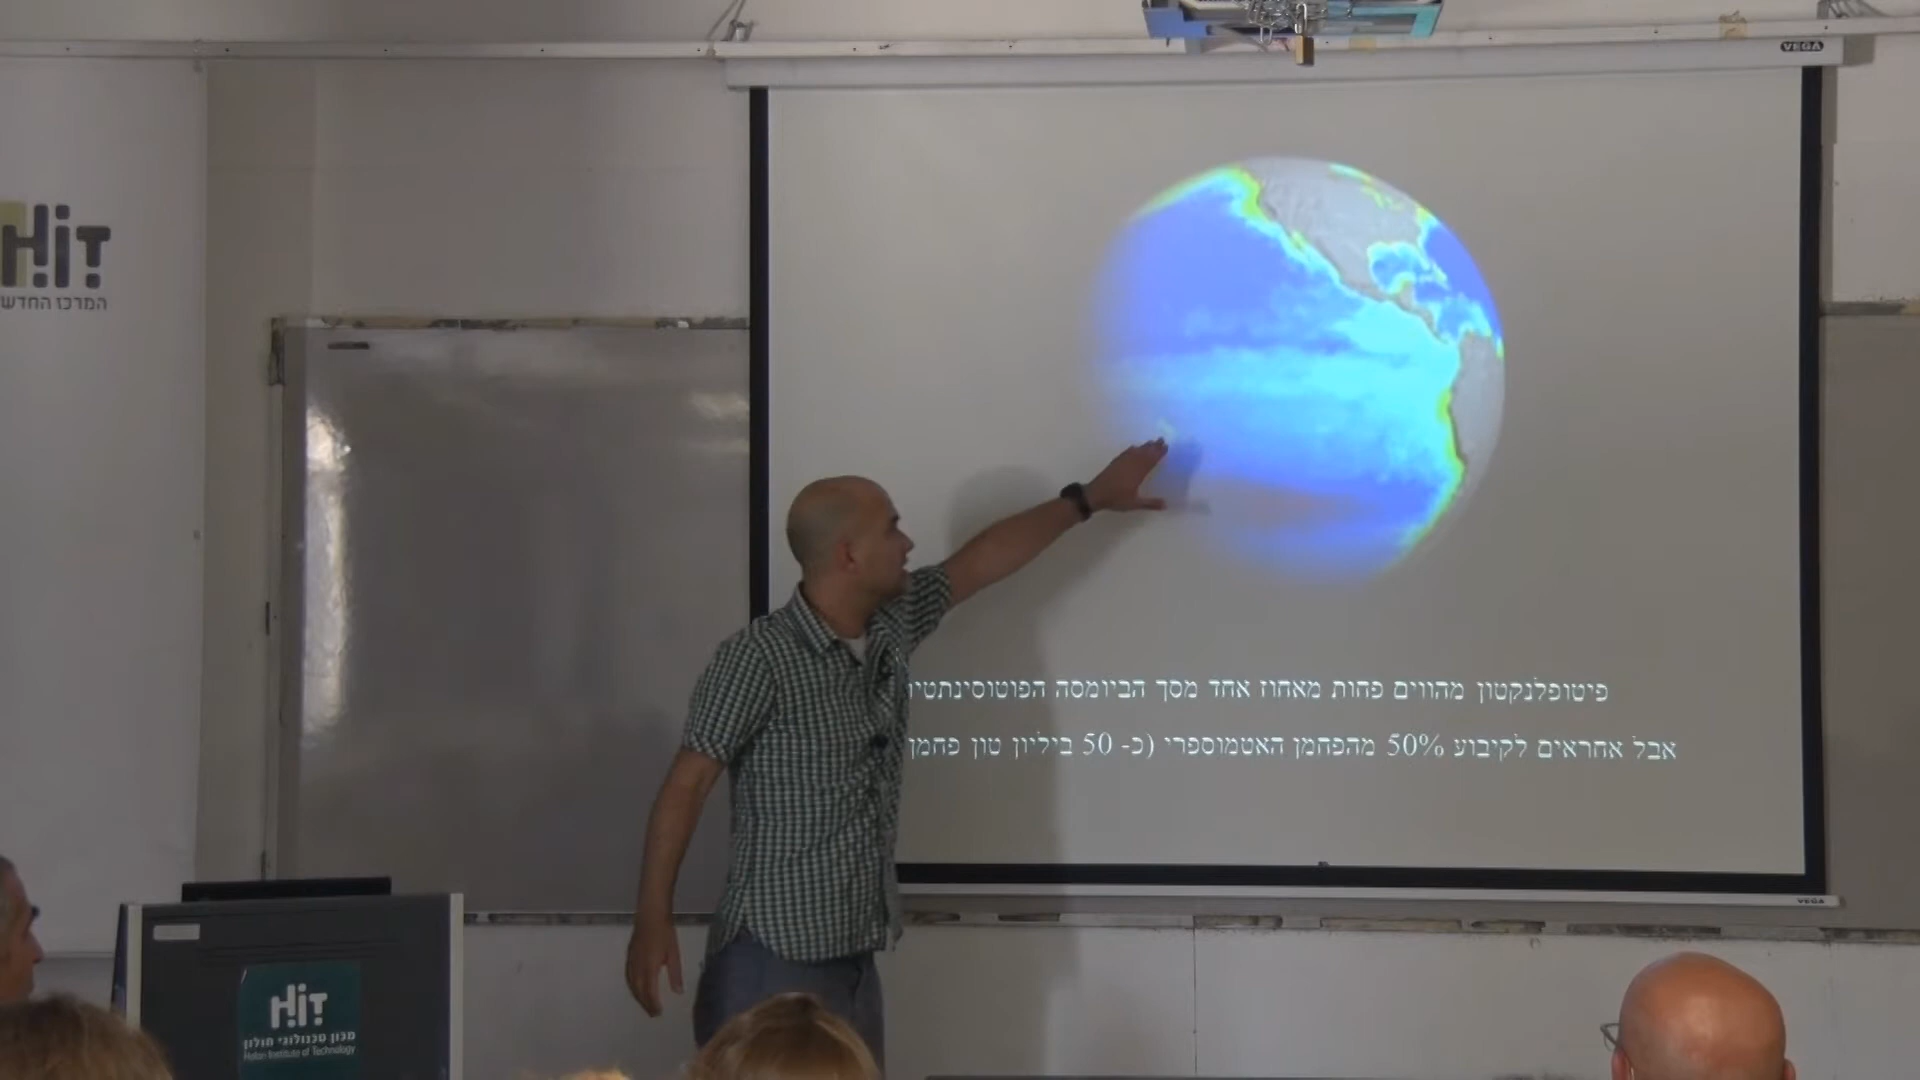 VEGA
HiT
המרכז החדש
פיטופלנקטון מהווים פחות מאחוז אחד מסך הביומסה
אבל אחראים לקיבוע 50% מהפחמן האטמוספרי (כ- 50 ביליון טון פחמן
VEGA
HiT
מכון טכנולוגי חולון
Holon Institute of Technology